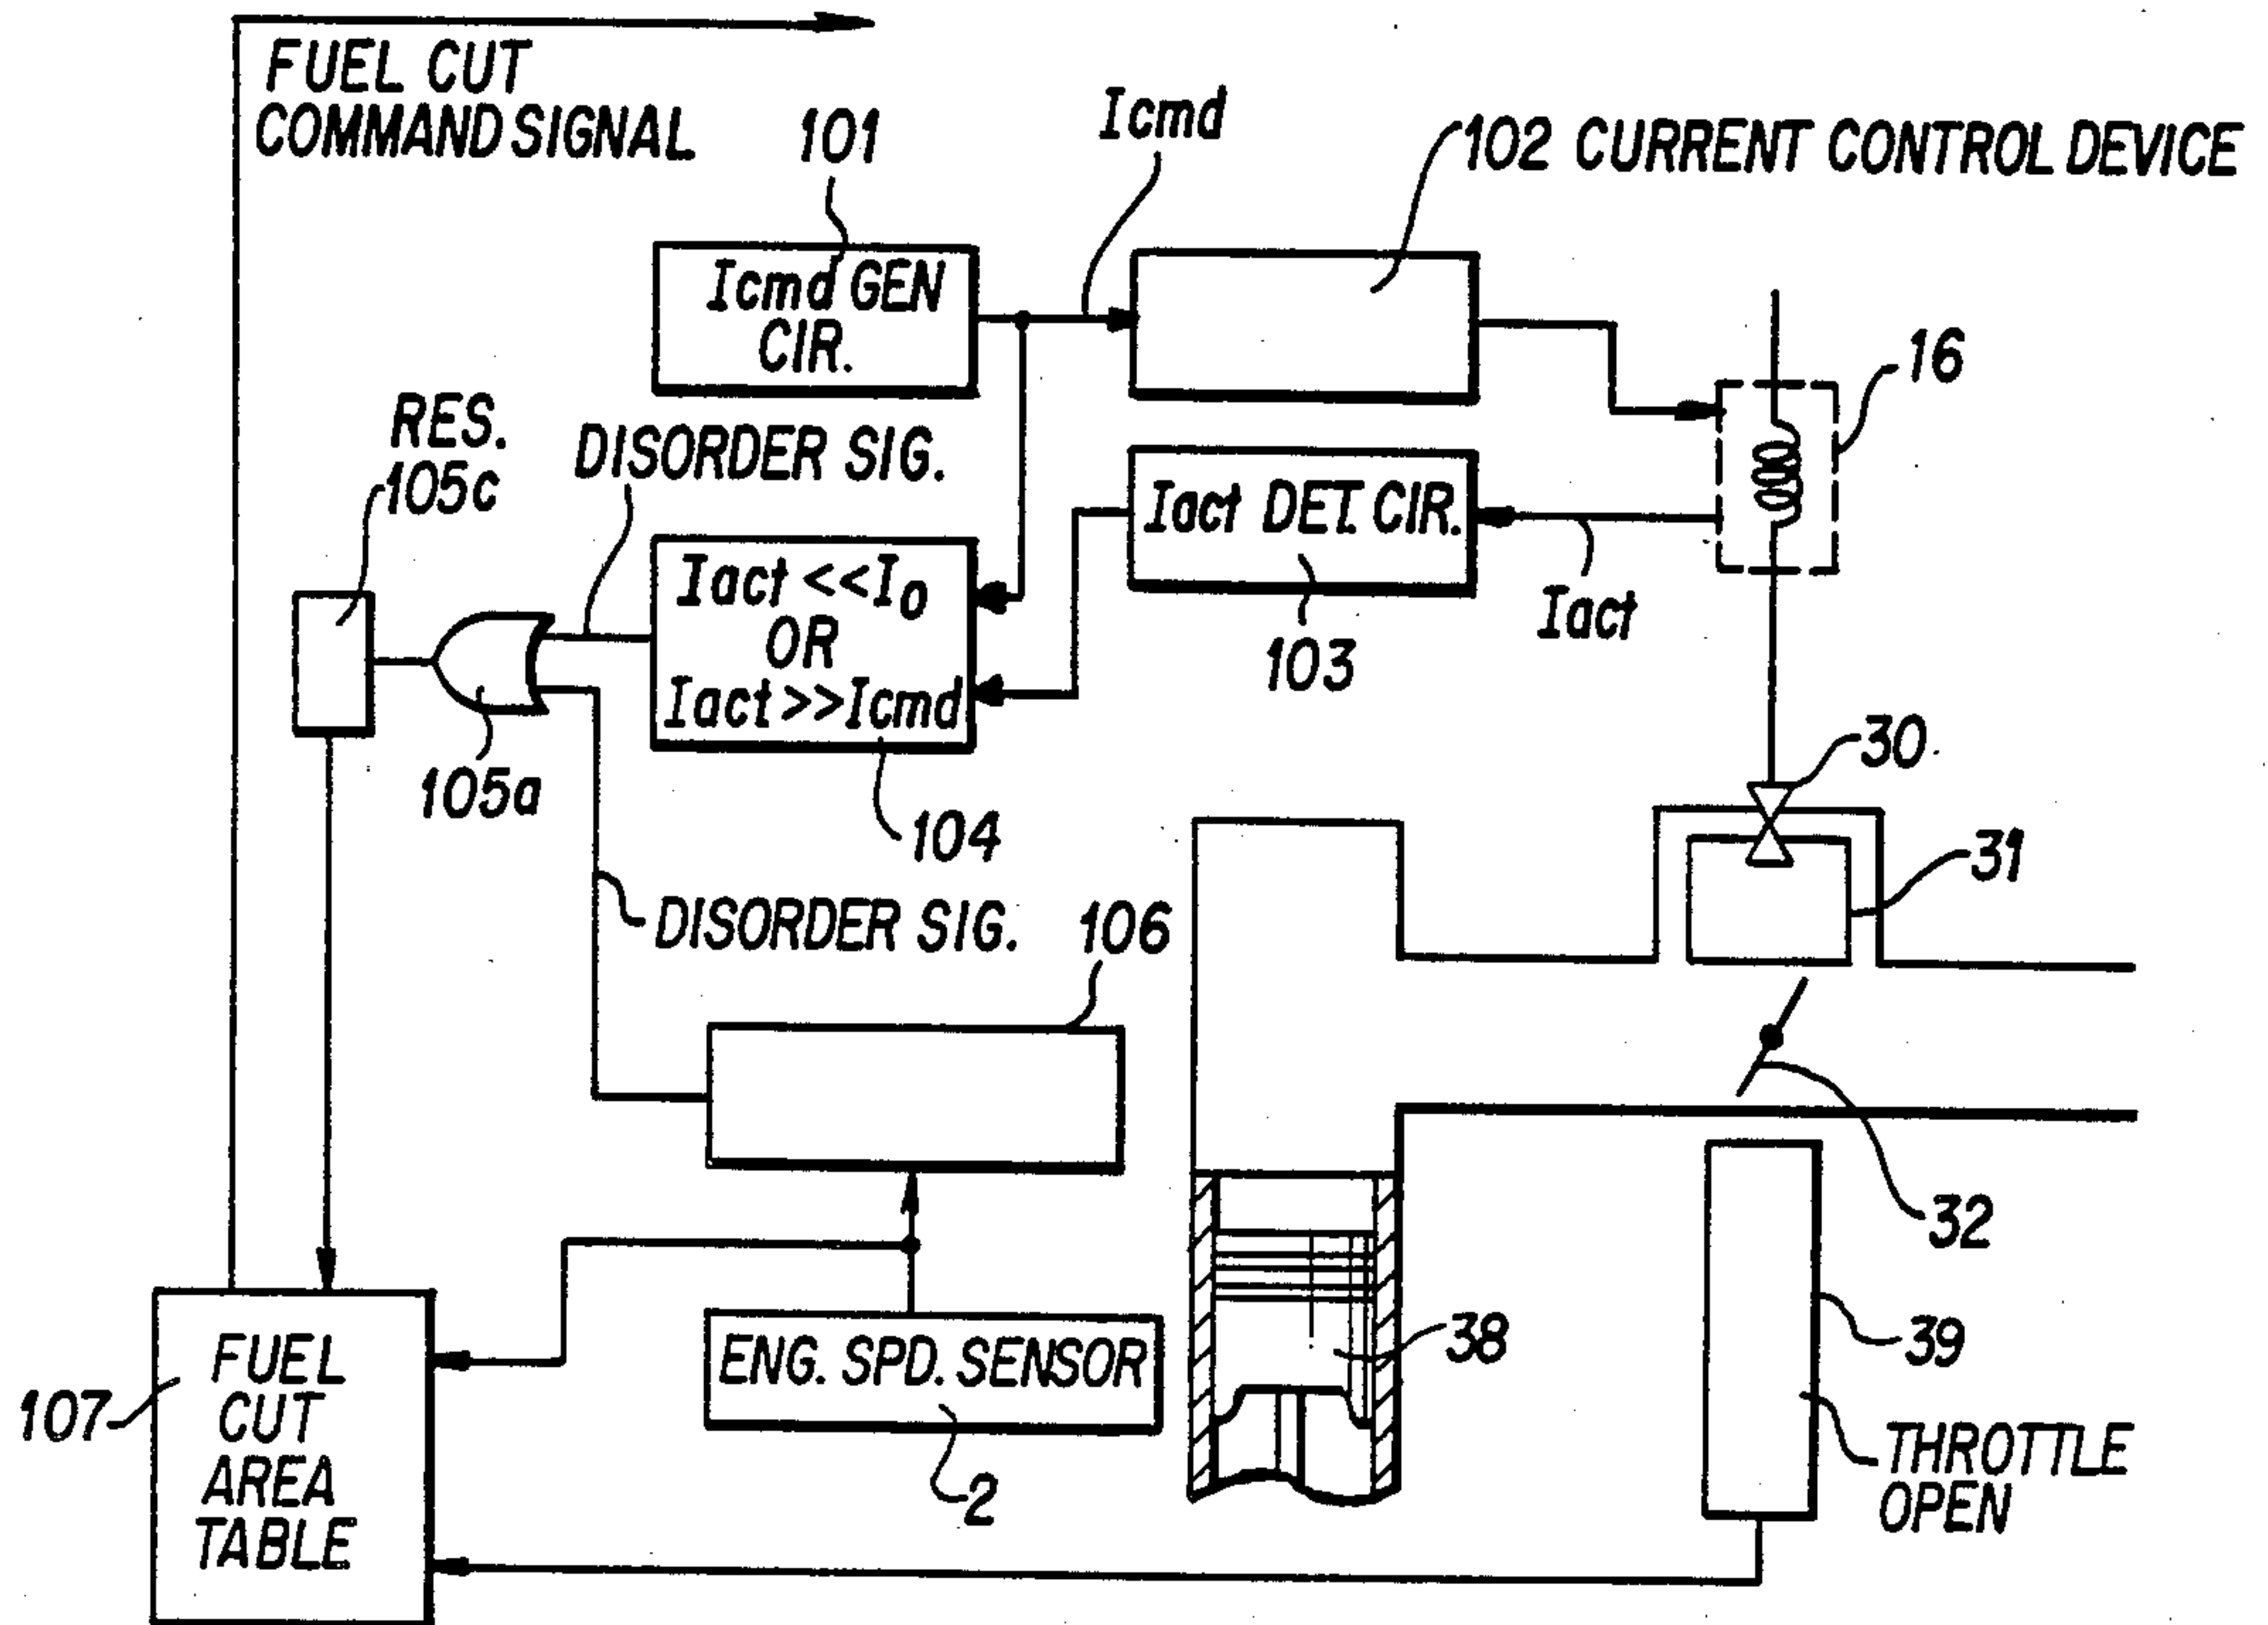 FUEL CUT
COMMAND SIGNAL
101
Icmd
102 CURRENT CONTROL DEVICE
Icmd GEN
CIR.
16
RES.
105c
DISORDER SIG.
Iact DET. CIR.
Iact <<Io
OR
Iact>>Icmd
103
Iact
105a
104
30
31
DISORDER SIG.
106
32
FUEL
CUT
AREA
TABLE
107
ENG. SPD. SENSOR
2
38
39
THROTTLE
OPEN